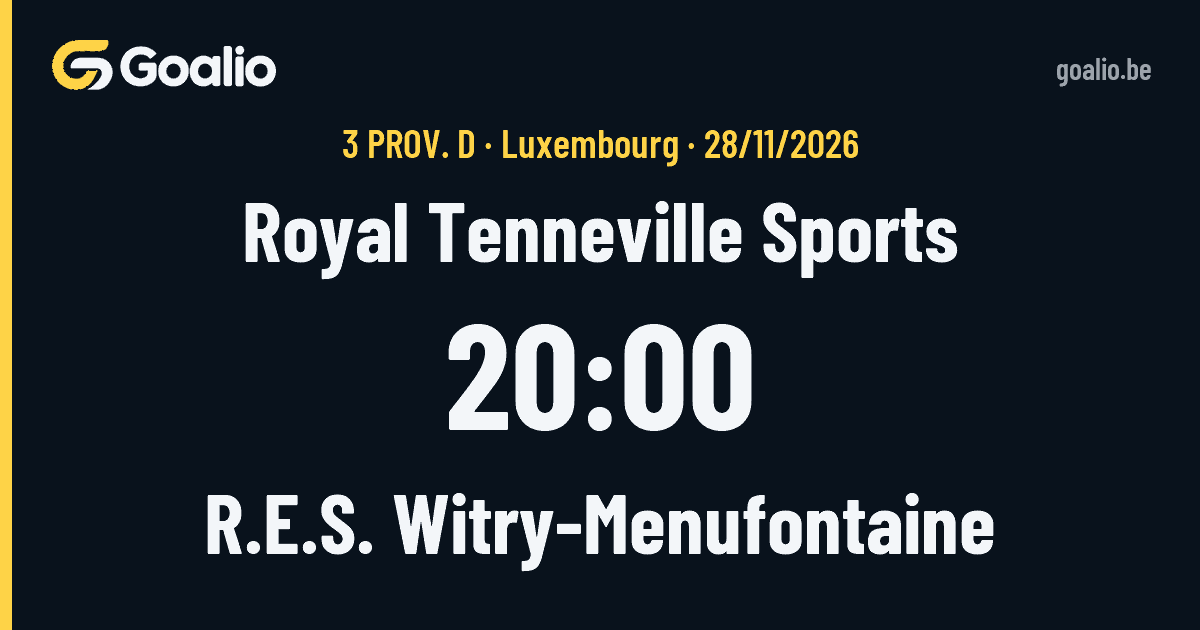 Goalio
goalio.be
3 PROV. D · Luxembourg · 28/11/2026
Royal Tenneville Sports
20:00
R.E.S. Witry-Menufontaine